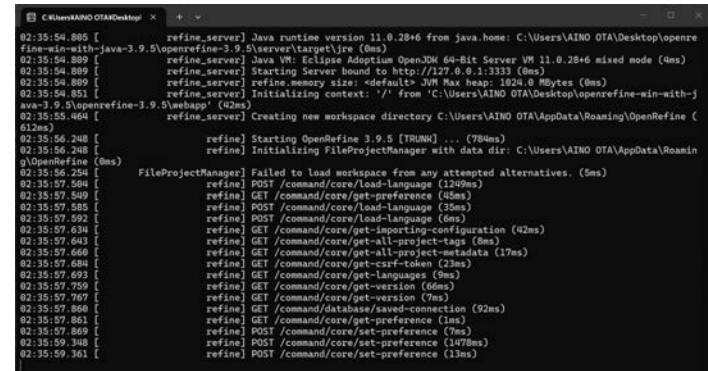 C:¥Users¥AINO OTA¥Desktop¥
02:35:54.805 [ refine_server] Java runtime version 11.0.28+6 from java.home: C:\Users\AINO OTA\Desktop\openre
fine-win-with-java-3.9.5\openrefine-3.9.5\server\target\jre (0ms)
02:35:54.809 [ refine_server] Java VM: Eclipse Adoptium OpenJDK 64-Bit Server VM 11.0.28+6 mixed mode (4ms)
02:35:54.809 [ refine_server] Starting Server bound to http://127.0.0.1:3333 (0ms)
02:35:54.809 [ refine_server] refine.memory size: <default> JVM Max heap: 1024.0 MBytes (0ms)
02:35:54.851 [ refine_server] Initializing context: '/' from 'C:\Users\AINO OTA\Desktop\openrefine-win-with-j
ava-3.9.5\openrefine-3.9.5\webapp' (42ms)
02:35:55.464 [ refine_server] Creating new workspace directory C:\Users\AINO OTA\AppData\Roaming\OpenRefine (
612ms)
02:35:56.248 [ refine] Starting OpenRefine 3.9.5 [TRUNK] ... (784ms)
02:35:56.248 [ refine] Initializing FileProjectManager with data dir: C:\Users\AINO OTA\AppData\Roamin
g\OpenRefine (0ms)
02:35:56.254 [ FileProjectManager] Failed to load workspace from any attempted alternatives. (5ms)
02:35:57.504 [ refine] POST /command/core/load-language (1249ms)
02:35:57.549 [ refine] GET /command/core/get-preference (45ms)
02:35:57.585 [ refine] POST /command/core/load-language (35ms)
02:35:57.592 [ refine] POST /command/core/load-language (6ms)
02:35:57.634 [ refine] GET /command/core/get-importing-configuration (42ms)
02:35:57.643 [ refine] GET /command/core/get-all-project-tags (8ms)
02:35:57.660 [ refine] GET /command/core/get-all-project-metadata (17ms)
02:35:57.684 [ refine] GET /command/core/get-csrf-token (23ms)
02:35:57.693 [ refine] GET /command/core/get-languages (9ms)
02:35:57.759 [ refine] GET /command/core/get-version (66ms)
02:35:57.767 [ refine] GET /command/core/get-version (7ms)
02:35:57.860 [ refine] GET /command/database/saved-connection (92ms)
02:35:57.861 [ refine] GET /command/core/get-preference (1ms)
02:35:57.869 [ refine] POST /command/core/set-preference (7ms)
02:35:59.348 [ refine] POST /command/core/set-preference (1478ms)
02:35:59.361 [ refine] POST /command/core/set-preference (13ms)